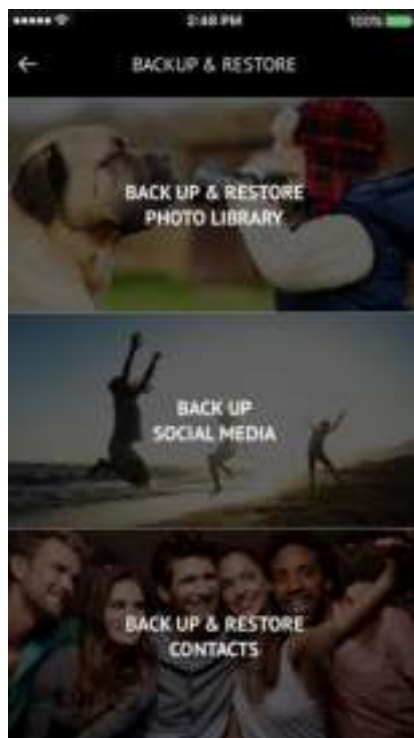 2:48 PM
100%
BACKUP & RESTORE
BACK UP & RESTORE
PHOTO LIBRARY
BACK UP
SOCIAL MEDIA
BACK UP & RESTORE
CONTACTS